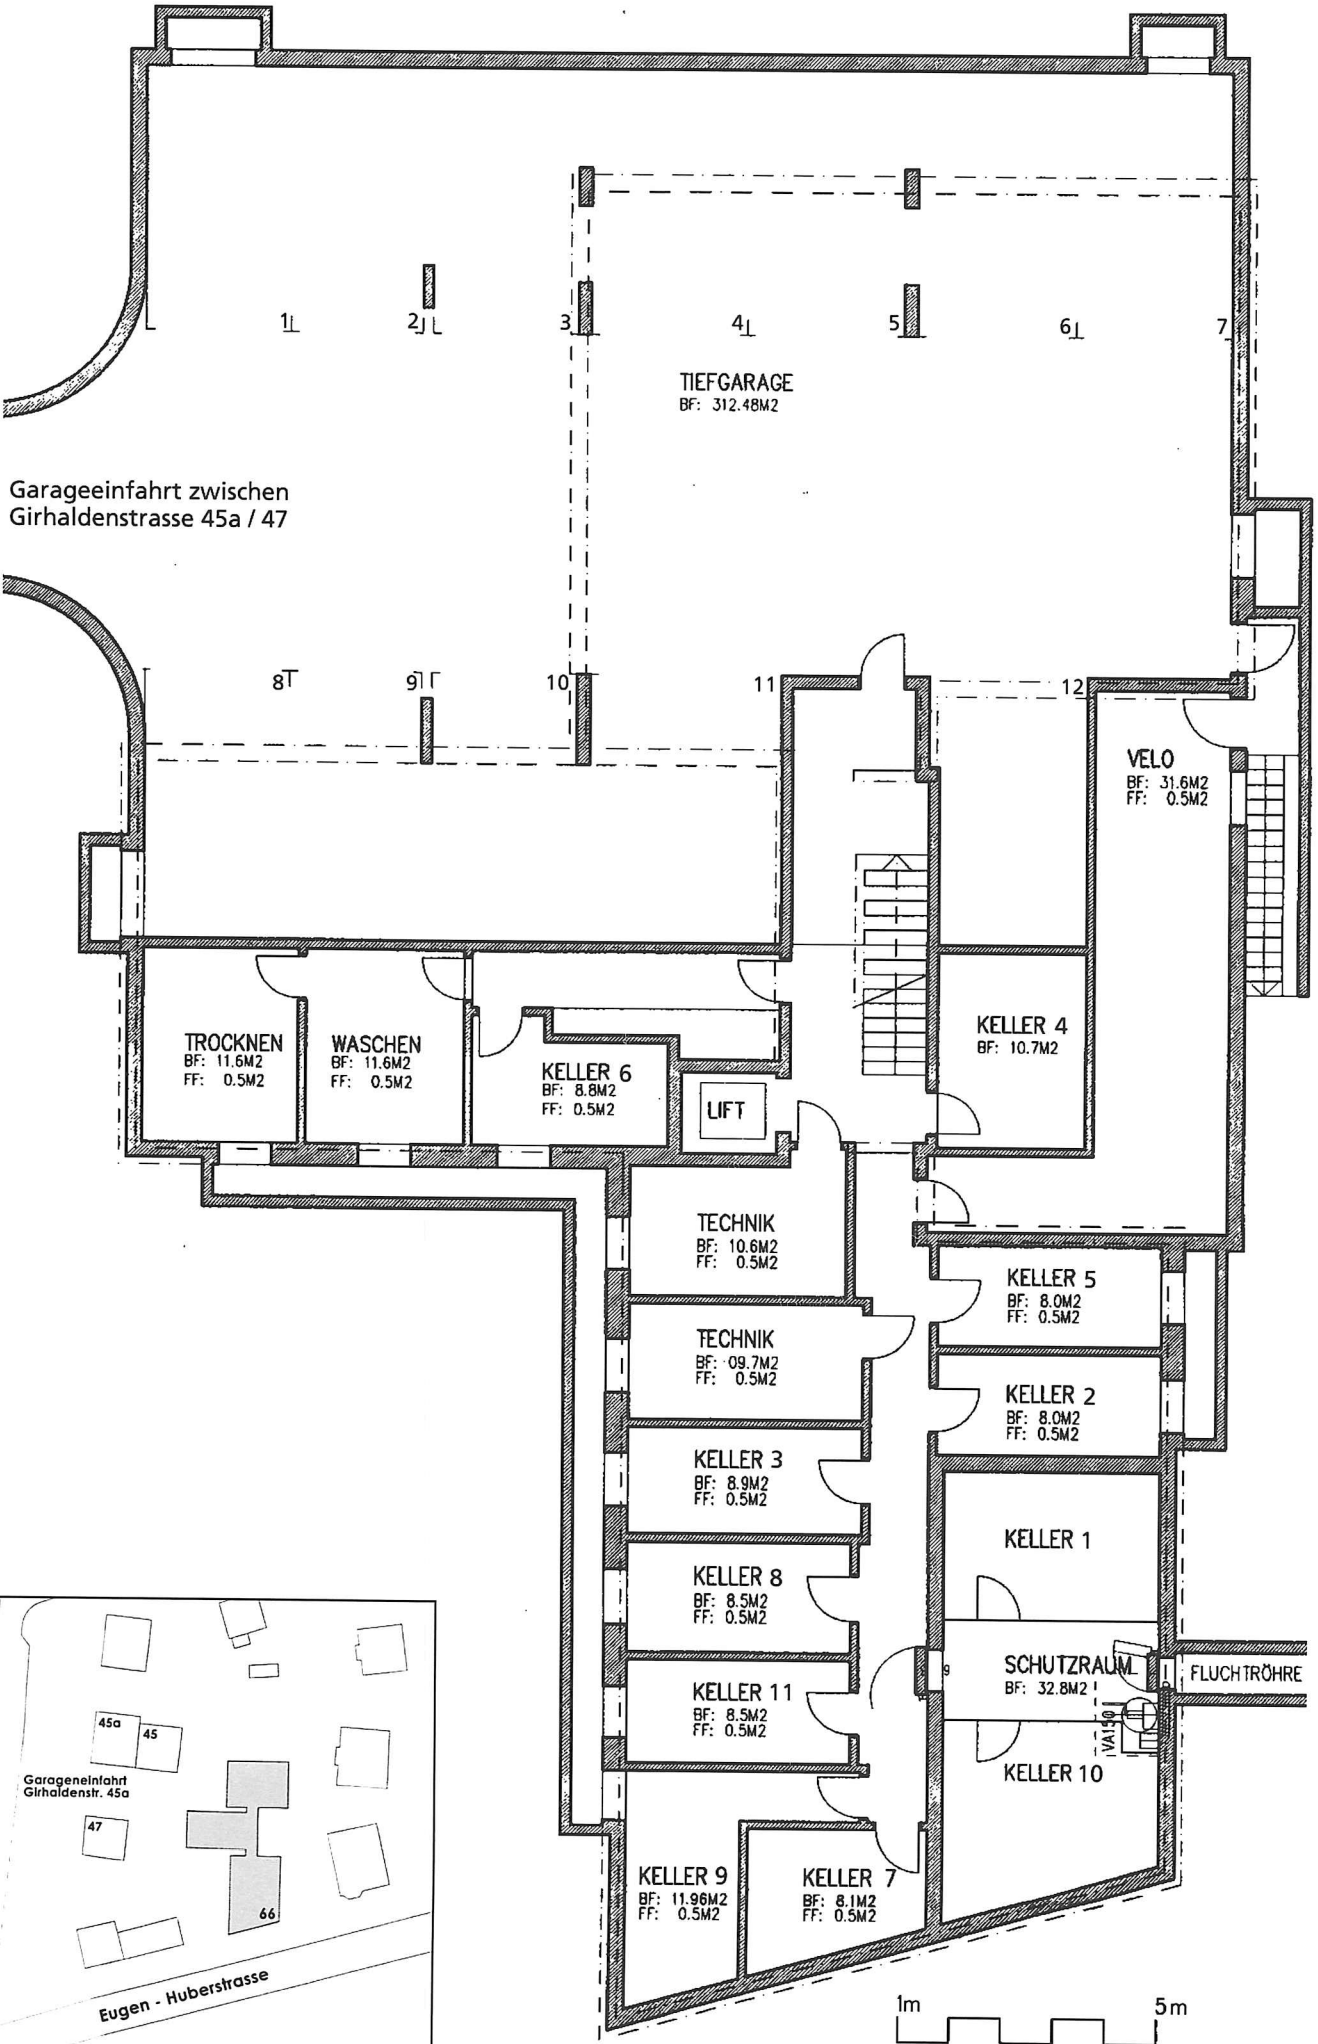 1
2
3
4
5
6
7
TIEFGARAGE
BF: 312.48M2
Garageeinfahrt zwischen
Girhaldenstrasse 45a / 47
8
9
10
11
12
VELO
BF: 31.6M2
FF: 0.5M2
TROCKNEN
BF: 11.6M2
FF: 0.5M2
WASCHEN
BF: 11.6M2
FF: 0.5M2
KELLER 6
BF: 8.8M2
FF: 0.5M2
LIFT
KELLER 4
BF: 10.7M2
TECHNIK
BF: 10.6M2
FF: 0.5M2
KELLER 5
BF: 8.0M2
FF: 0.5M2
TECHNIK
BF: 09.7M2
FF: 0.5M2
KELLER 2
BF: 8.0M2
FF: 0.5M2
KELLER 3
BF: 8.9M2
FF: 0.5M2
KELLER 1
KELLER 8
BF: 8.5M2
FF: 0.5M2
9
SCHUTZRAUM
BF: 32.8M2
FLUCHTRÖHRE
VA150
KELLER 11
BF: 8.5M2
FF: 0.5M2
KELLER 10
KELLER 9
BF: 11.96M2
FF: 0.5M2
KELLER 7
BF: 8.1M2
FF: 0.5M2
45a
45
Garageneinfahrt
Girhaldenstr. 45a
47
66
Eugen - Huberstrasse
1m
5m